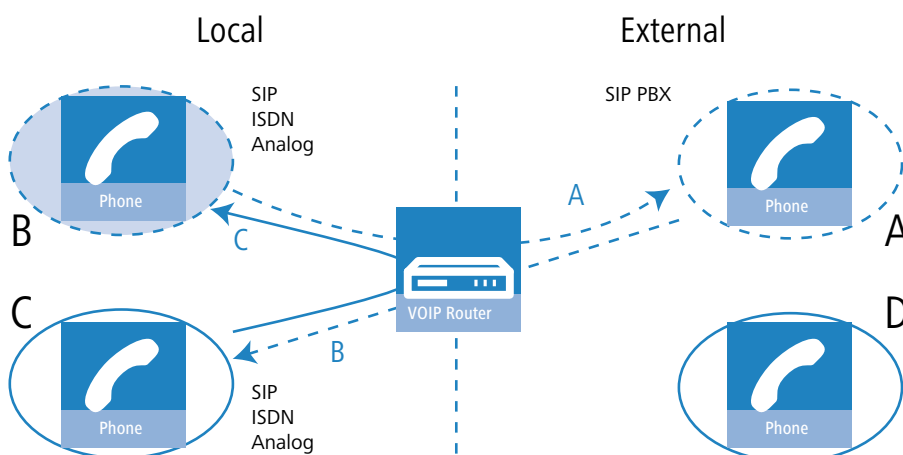 Local
External
SIP
ISDN
Analog
SIP PBX
Phone
Phone
B
A
C
A
VOIP Router
C
D
B
Phone
Phone
SIP
ISDN
Analog